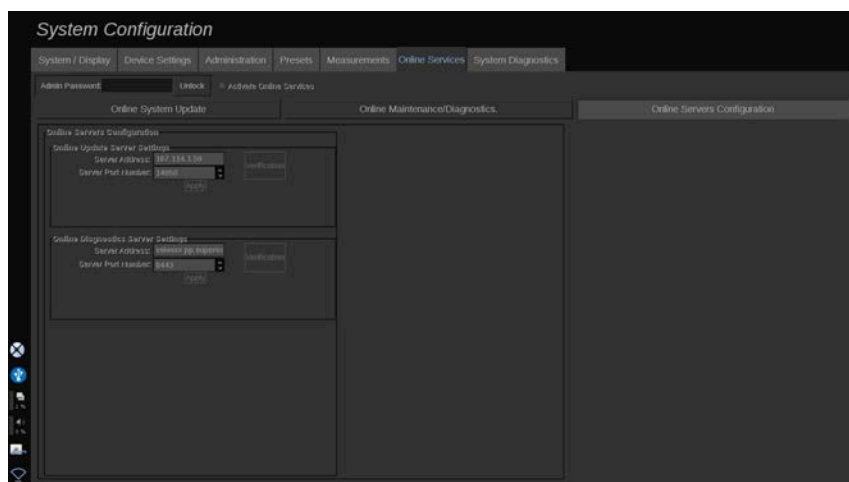 System Configuration
System / Display Device Settings Administration Presets Measurements Online Services System Diagnostics
Admin Password: Unlock Activate Online Services
Online System Update Online Maintenance/Diagnostics. Online Servers Configuration
Online Servers Configuration
Online Update Server Settings
Server Address:
Server Port Number: 14050
Verification
Apply
Online Diagnostics Server Settings
Server Address:
Server Port Number: 8443
Verification
Apply